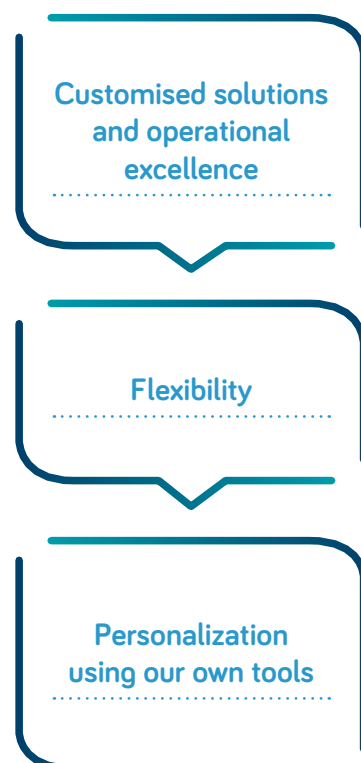 Customised solutions
and operational
excellence
Flexibility
Personalization
using our own tools